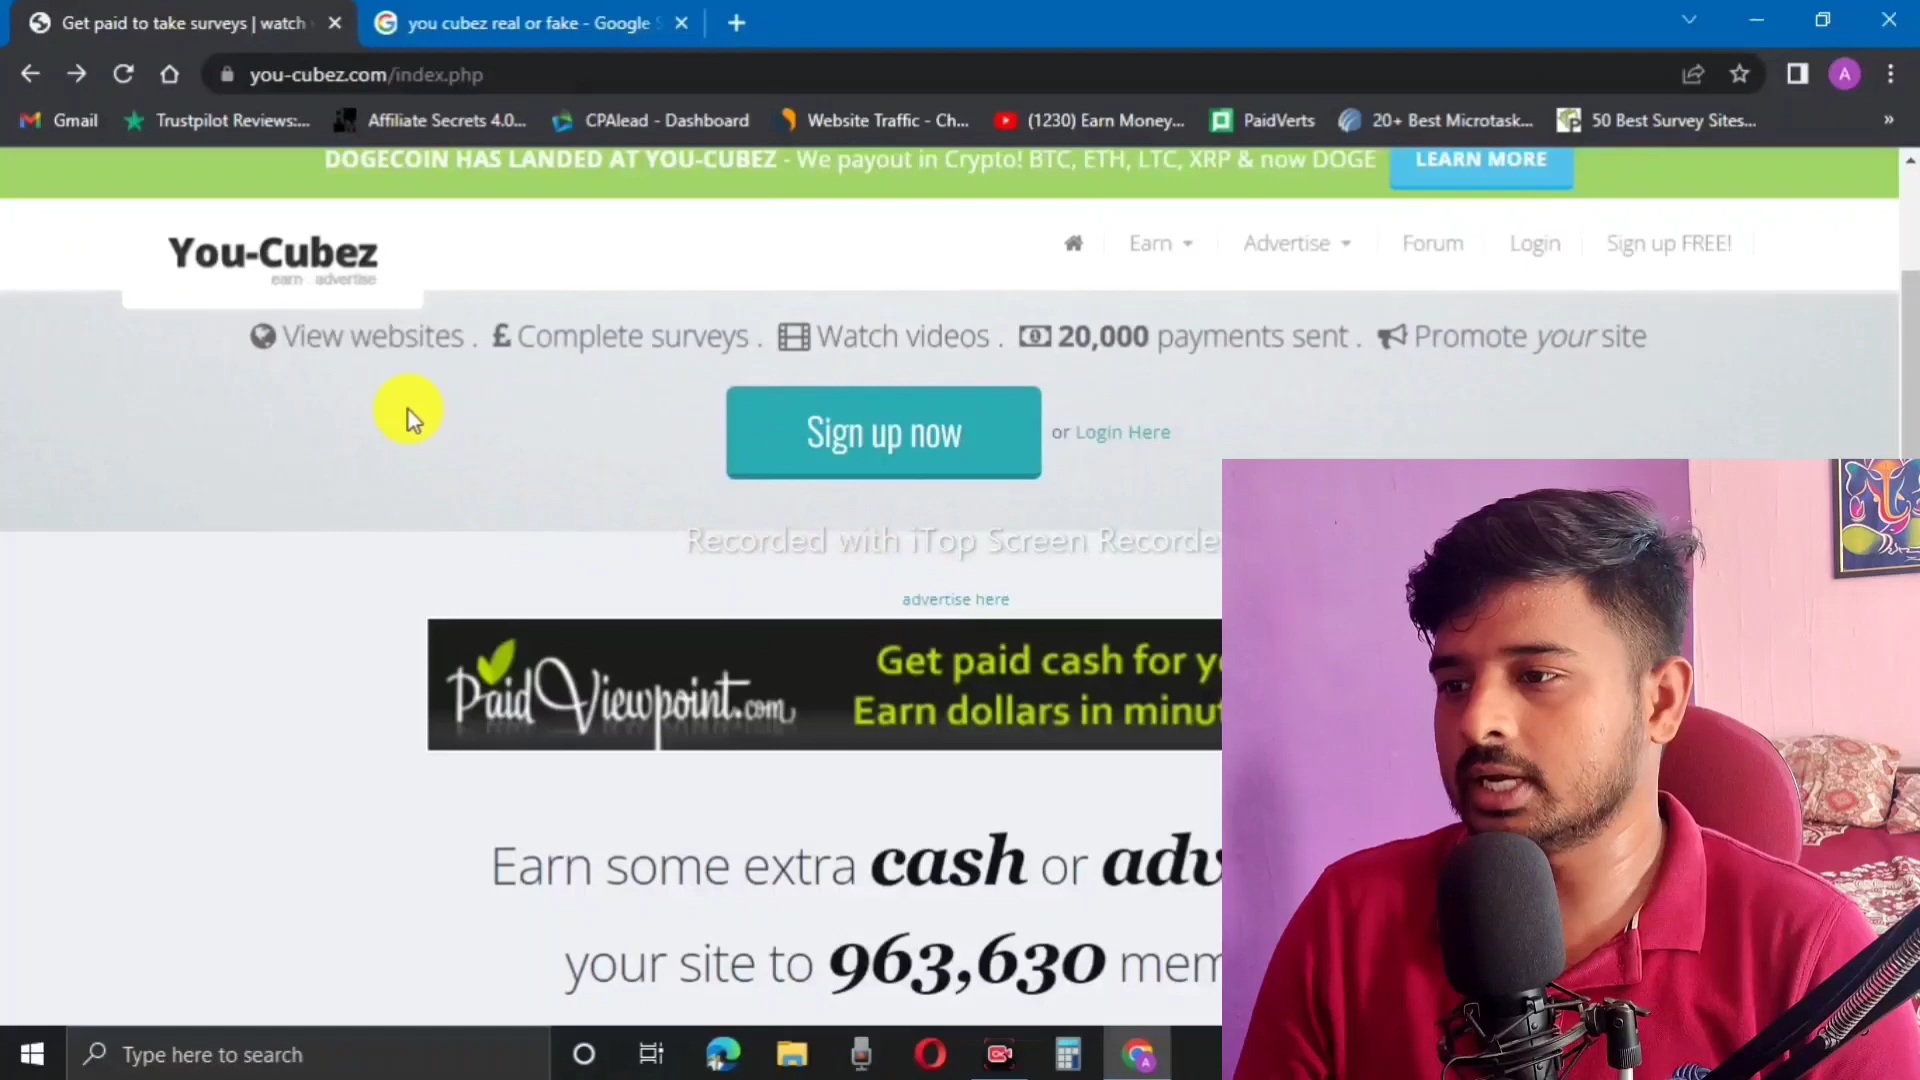 Get paid to take surveys | watch
you cubez real or fake - Google S
you-cubez.com/index.php
A
Gmail
Trustpilot Reviews:...
Affiliate Secrets 4.0...
CPAlead - Dashboard
Website Traffic - Ch...
(1230) Earn Money...
PaidVerts
20+ Best Microtask...
50 Best Survey Sites...
»
DOGECOIN HAS LANDED AT YOU-CUBEZ - We payout in Crypto! BTC, ETH, LTC, XRP & now DOGE
LEARN MORE
You-Cubez
earn . advertise
Earn
Advertise
Forum
Login
Sign up FREE!
View websites . £ Complete surveys . Watch videos . 20,000 payments sent . Promote your site
Sign up now
or Login Here
Recorded with iTop Screen Recorde
advertise here
PaidViewpoint.com
Get paid cash for y
Earn dollars in minut
Earn some extra cash or adv
your site to 963,630 mem
Type here to search